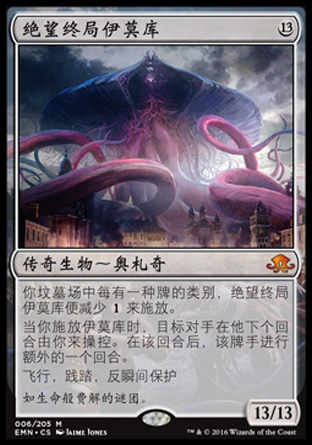 绝望终局伊莫库 13
传奇生物～奥札奇
你坟墓场中每有一种牌的类别，绝望终局
伊莫库便减少 1 来施放。
当你施放伊莫库时，目标对手在他下个回
合由你来操控。在该回合后，该牌手进行
额外的一个回合。
飞行，践踏，反瞬间保护
如生命般费解的谜团。
13/13
006/205 M
EMN • CS JAIME JONES
™ & © 2016 Wizards of the Coast